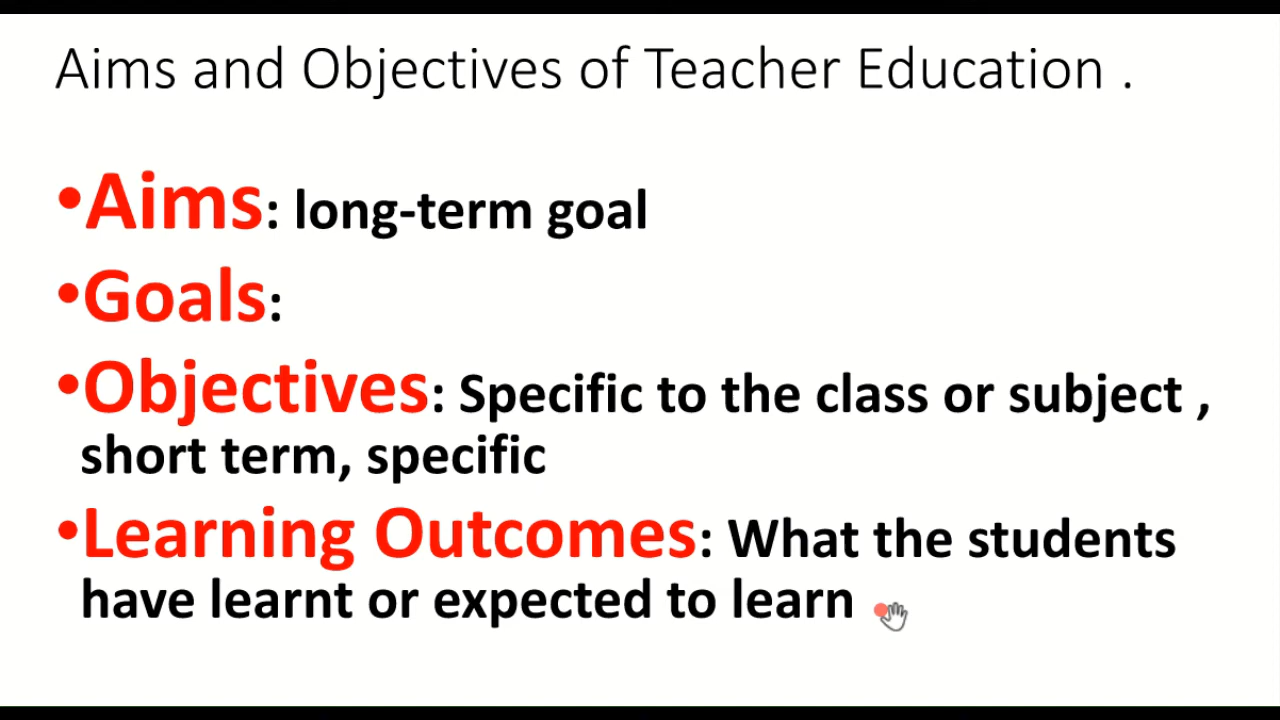 Aims and Objectives of Teacher Education .
•Aims: long-term goal
•Goals:
•Objectives: Specific to the class or subject ,
short term, specific
•Learning Outcomes: What the students
have learnt or expected to learn